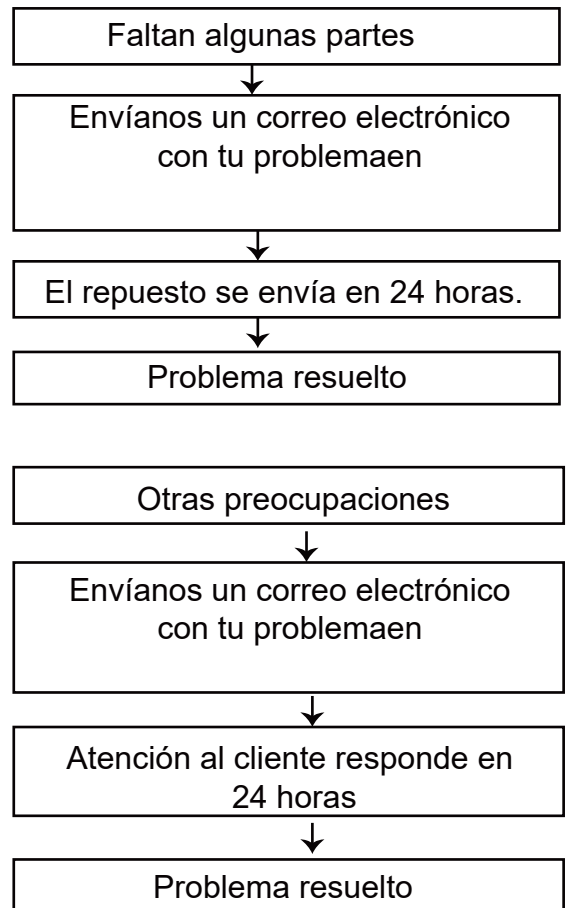 Faltan algunas partes
Envíanos un correo electrónico
con tu problemaen
El repuesto se envía en 24 horas.
Problema resuelto
Otras preocupaciones
Envíanos un correo electrónico
con tu problemaen
Atención al cliente responde en
24 horas
Problema resuelto